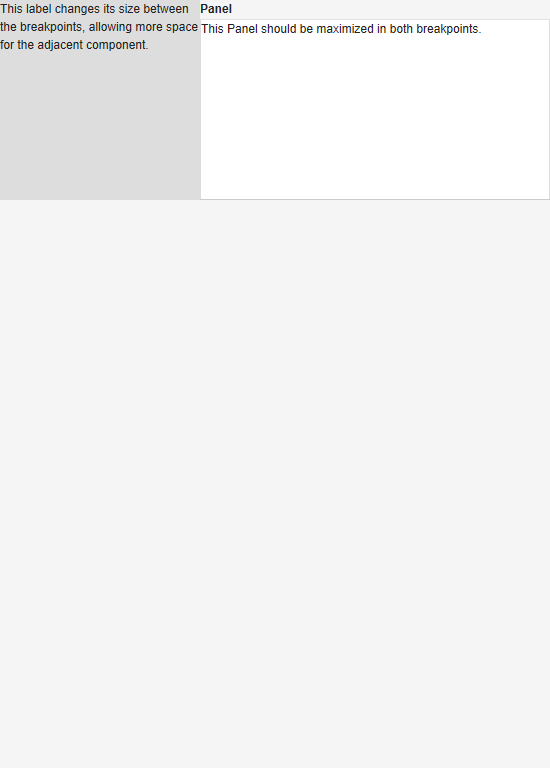 This label changes its size between
the breakpoints, allowing more space
for the adjacent component.
Panel
This Panel should be maximized in both breakpoints.